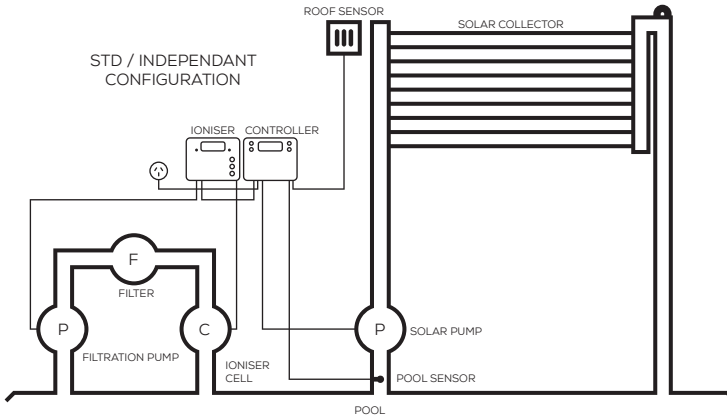 ROOF SENSOR
SOLAR COLLECTOR
STD / INDEPENDANT
CONFIGURATION
IONISER
CONTROLLER
F
FILTER
P
C
P
SOLAR PUMP
FILTRATION PUMP
IONISER
CELL
POOL SENSOR
POOL